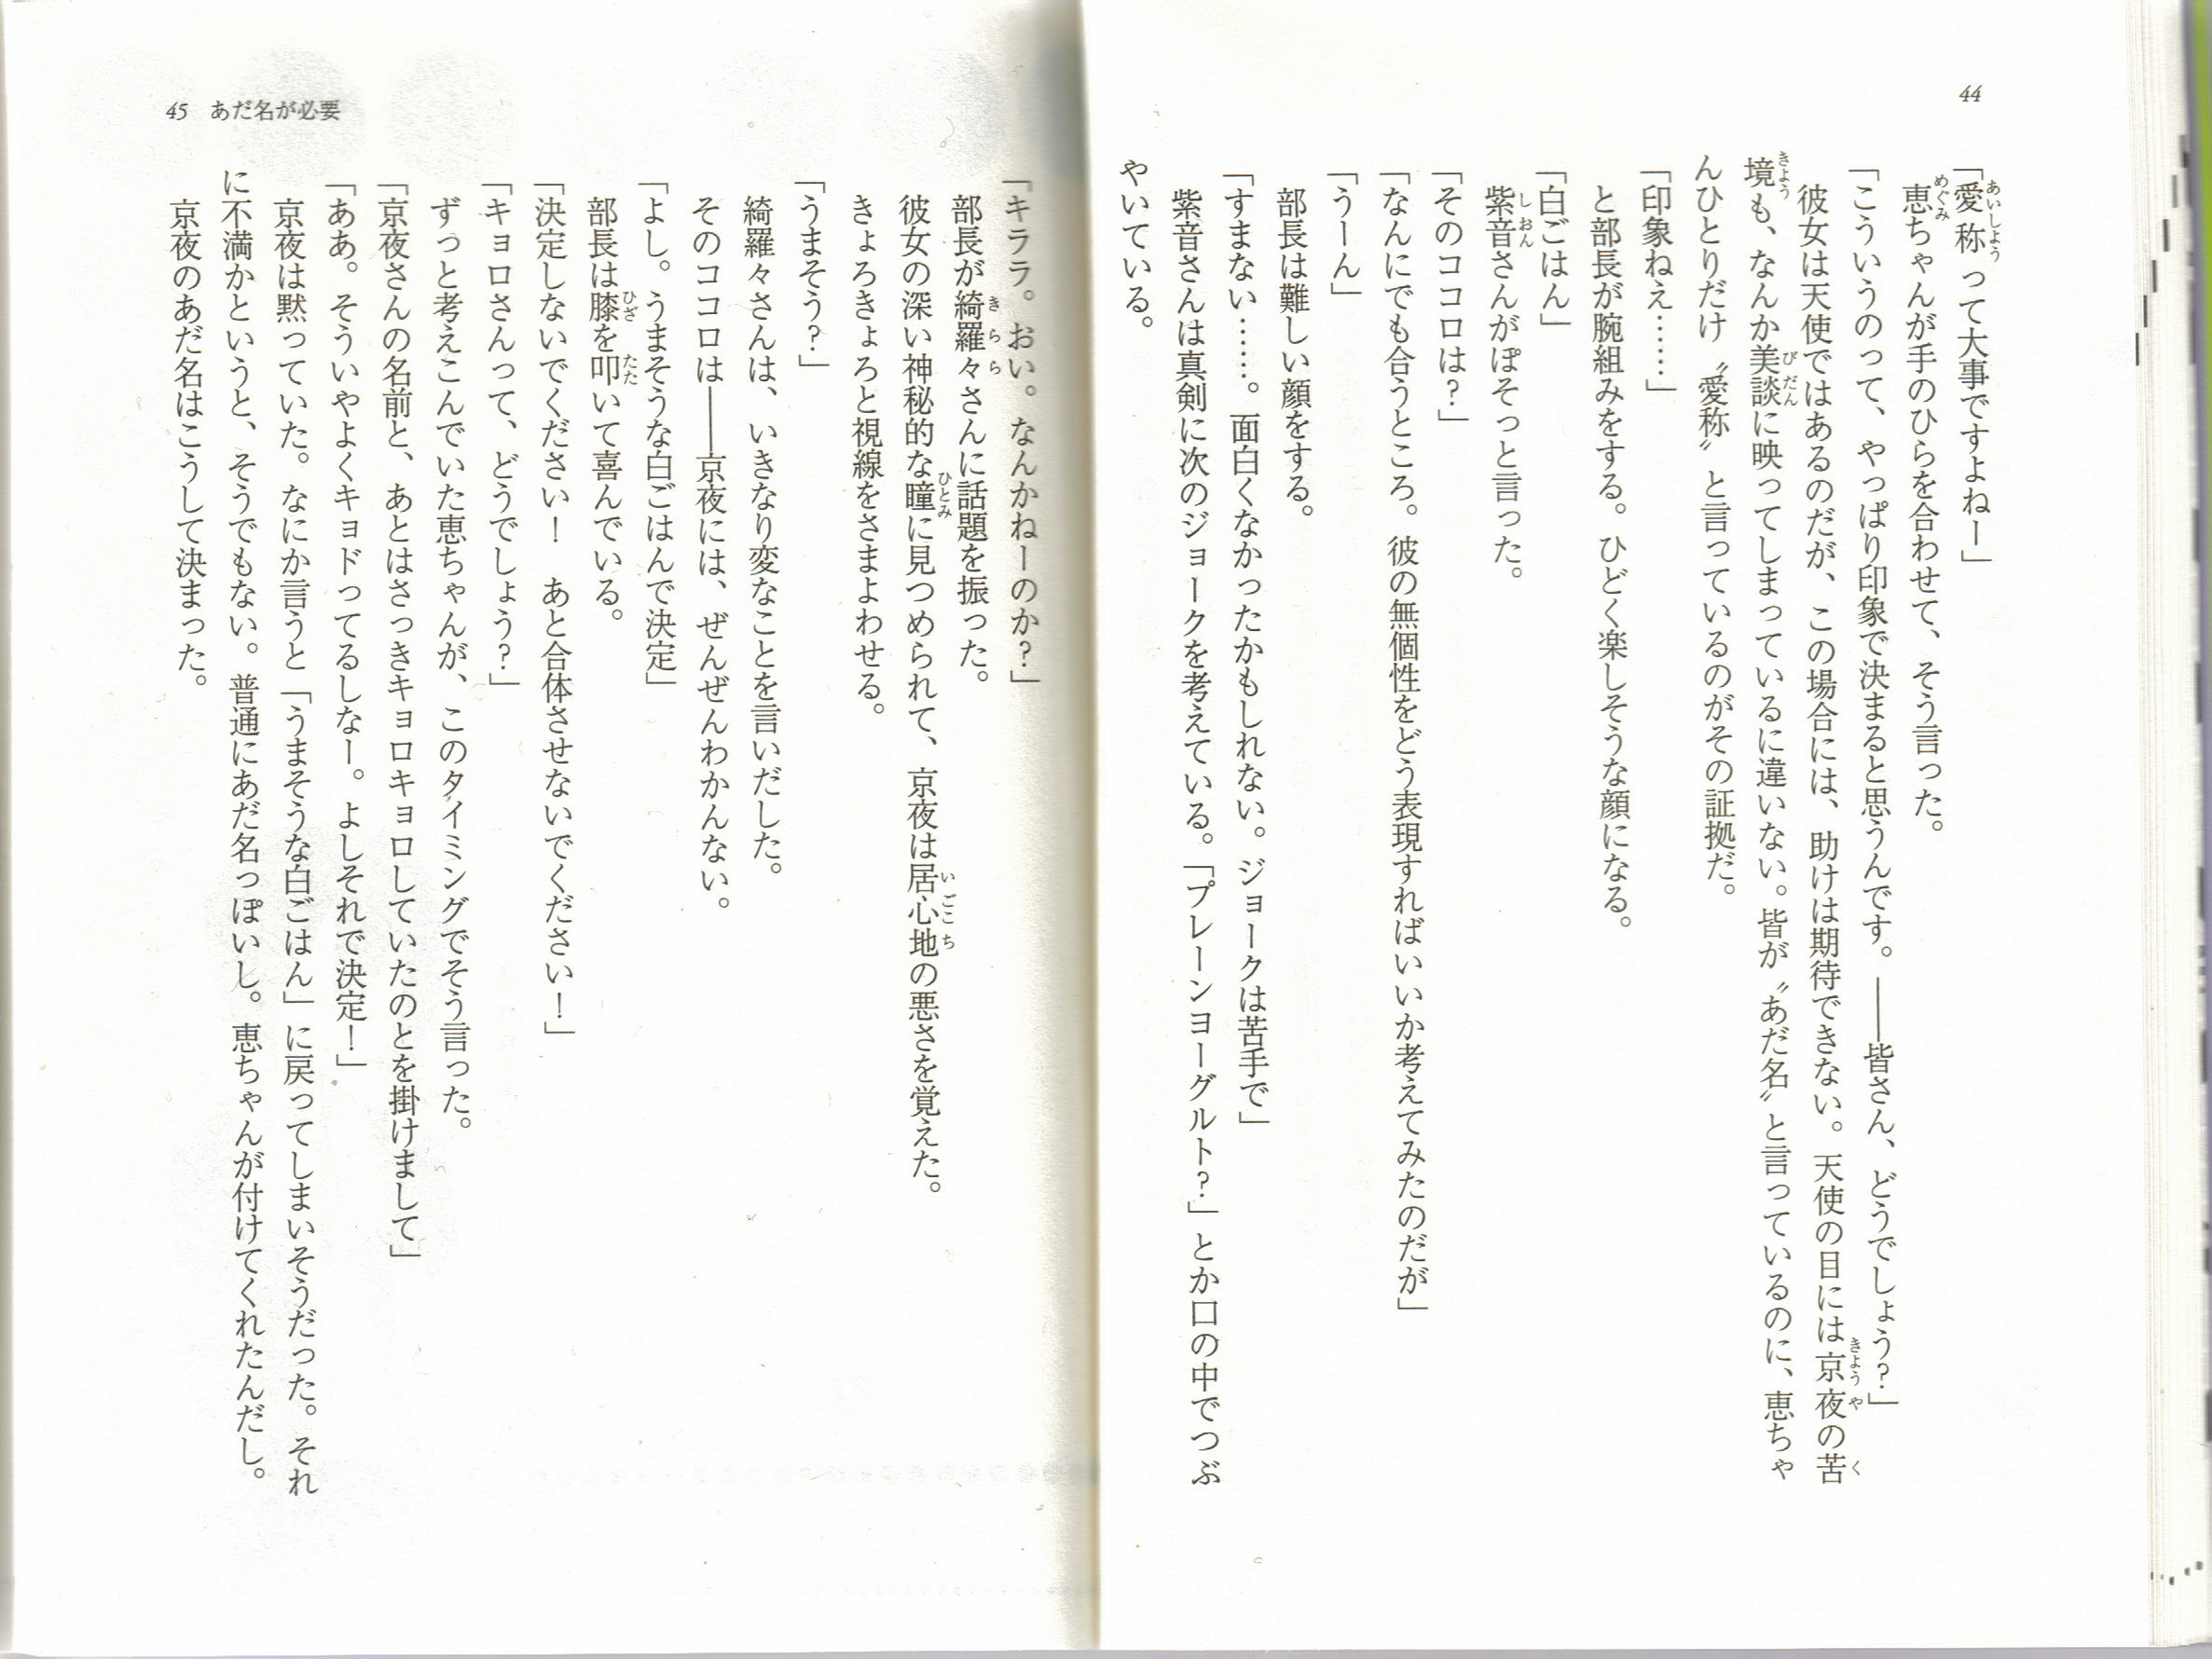 44
「愛称って大事ですよねー」
恵ちゃんが手のひらを合わせて、そう言った。
「こういうのって、やっぱり印象で決まると思うんです。――皆さん、どうでしょう？」
彼女は天使ではあるのだが、この場合には、助けは期待できない。天使の目には京夜の苦
境も、なんか美談に映ってしまっているに違いない。皆が〝あだ名〟と言っているのに、恵ちゃ
んひとりだけ〝愛称〟と言っているのがその証拠だ。
「印象ねえ……」
と部長が腕組みをする。ひどく楽しそうな顔になる。
「白ごはん」
紫音さんがぽそっと言った。
「そのココロは？」
「なんにでも合うところ。彼の無個性をどう表現すればいいか考えてみたのだが」
「うーん」
部長は難しい顔をする。
「すまない……。面白くなかったかもしれない。ジョークは苦手で」
紫音さんは真剣に次のジョークを考えている。「プレーンヨーグルト？」とか口の中でつぶ
やいている。
「キララ。おい。なんかねーのか？」
部長が綺羅々さんに話題を振った。
彼女の深い神秘的な瞳に見つめられて、京夜は居心地の悪さを覚えた。
きょろきょろと視線をさまよわせる。
「うまそう？」
綺羅々さんは、いきなり変なことを言いだした。
そのココロは――京夜には、ぜんぜんわかんない。
「よし。うまそうな白ごはんで決定」
部長は膝を叩いて喜んでいる。
「決定しないでください！　あと合体させないでください！」
「キョロさんって、どうでしょう？」
ずっと考えこんでいた恵ちゃんが、このタイミングでそう言った。
「京夜さんの名前と、あとはさっきキョロキョロしていたのとを掛けまして」
「ああ。そういやよくキョドってるしなー。よしそれで決定！」
京夜は黙っていた。なにか言うと「うまそうな白ごはん」に戻ってしまいそうだった。それ
に不満かというと、そうでもない。普通にあだ名っぽいし。恵ちゃんが付けてくれたんだし。
京夜のあだ名はこうして決まった。
45　あだ名が必要